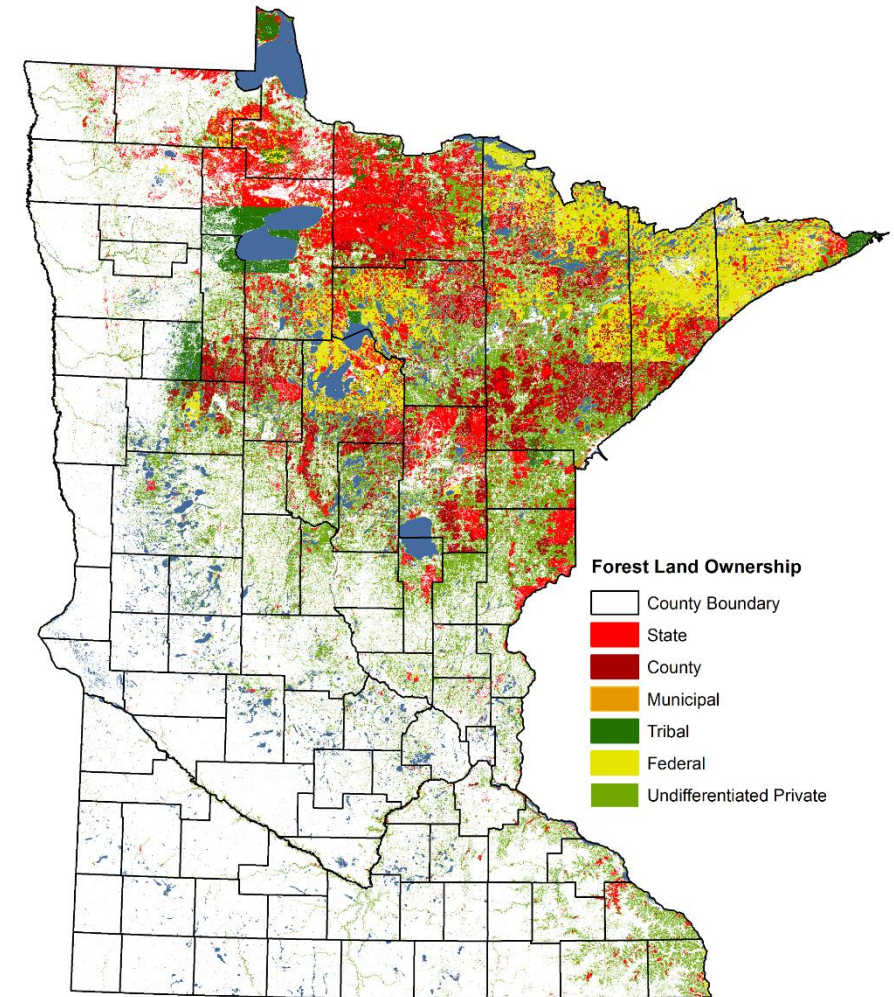 Forest Land Ownership
County Boundary
State
County
Municipal
Tribal
Federal
Undifferentiated Private